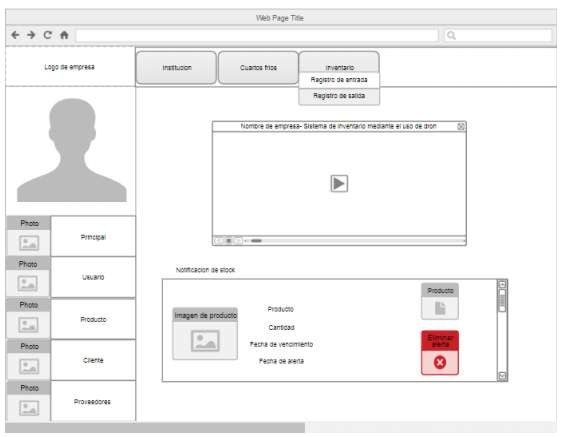 Web Page Title
Logo de empresa
Institucion
Cuartos frios
Inventario
Registro de entrada
Registro de salida
Nombre de empresa- Sistema de inventario mediante el uso de dron
Photo
Principal
Photo
Usuario
Photo
Producto
Photo
Cliente
Photo
Proveedores
Notificacion de stock
Imagen de producto
Producto
Cantidad
Fecha de vencimiento
Fecha de alerta
Producto
Eliminar
alerta